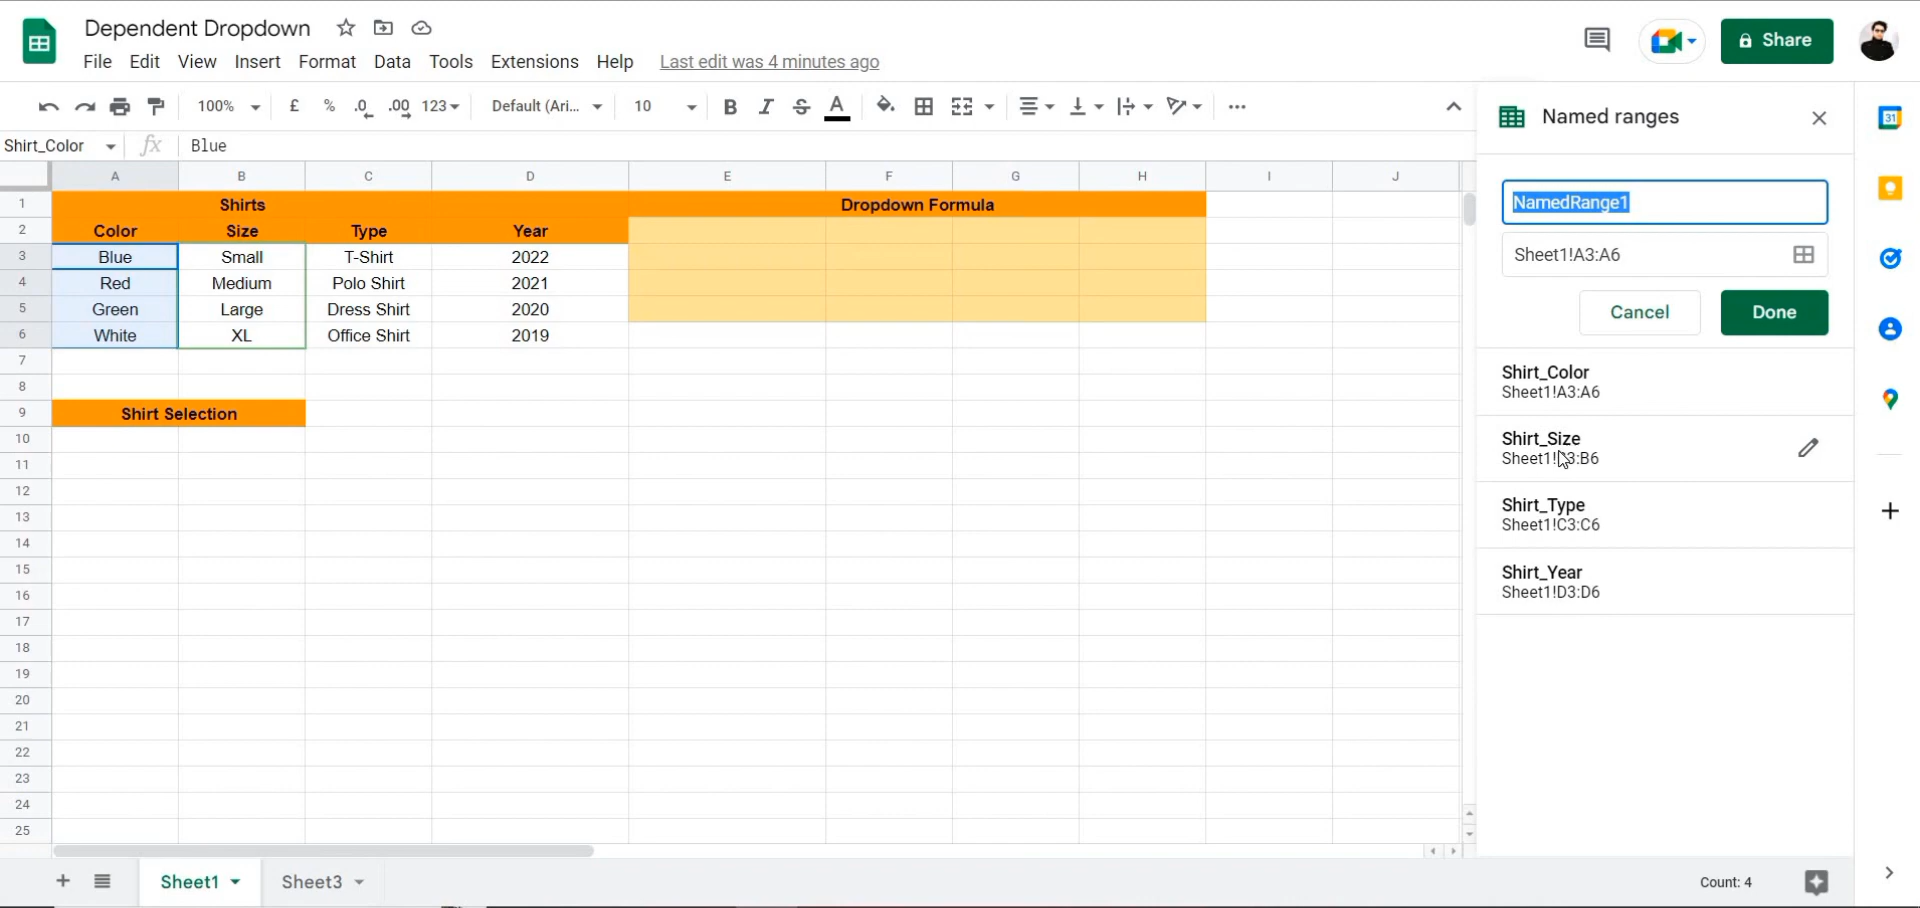 Dependent Dropdown
File Edit View Insert Format Data Tools Extensions Help Last edit was 4 minutes ago
Share
100% £ % .0 .00 123 Default (Ari... 10 B I S A
Named ranges
Shirt_Color fx Blue
A B C D E F G H I J
1 Shirts Dropdown Formula
2 Color Size Type Year
3 Blue Small T-Shirt 2022
4 Red Medium Polo Shirt 2021
5 Green Large Dress Shirt 2020
6 White XL Office Shirt 2019
7
8
9 Shirt Selection
10
11
12
13
14
15
16
17
18
19
20
21
22
23
24
25
NamedRange1
Sheet1!A3:A6
Cancel Done
Shirt_Color
Sheet1!A3:A6
Shirt_Size
Sheet1!B3:B6
Shirt_Type
Sheet1!C3:C6
Shirt_Year
Sheet1!D3:D6
31
Sheet1 Sheet3 Count: 4